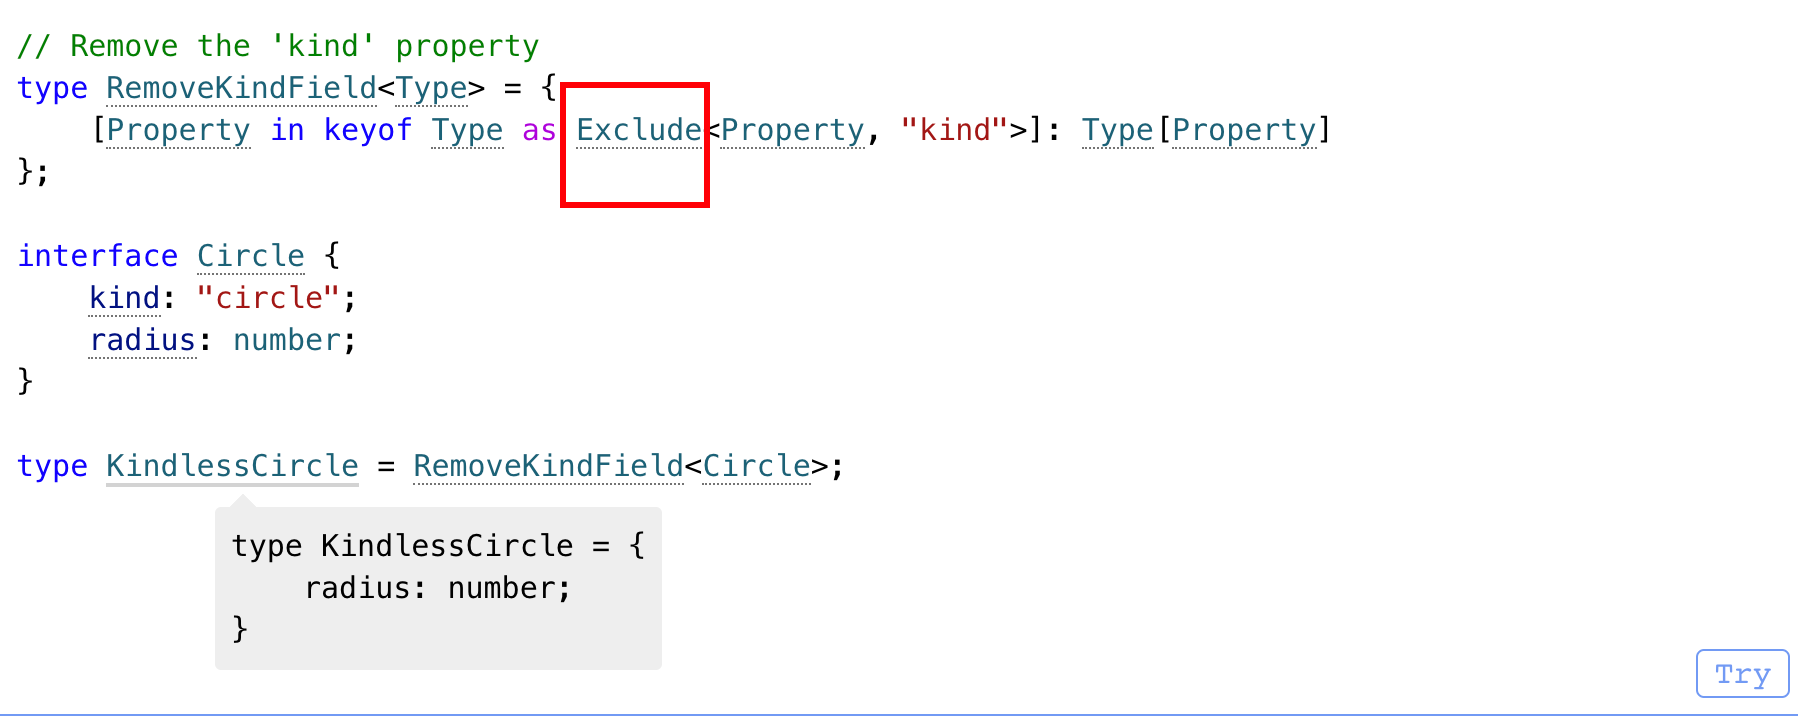 // Remove the 'kind' property
type RemoveKindField<Type> = {
    [Property in keyof Type as Exclude<Property, "kind">]: Type[Property]
};
interface Circle {
    kind: "circle";
    radius: number;
}
type KindlessCircle = RemoveKindField<Circle>;
type KindlessCircle = {
    radius: number;
}
Try